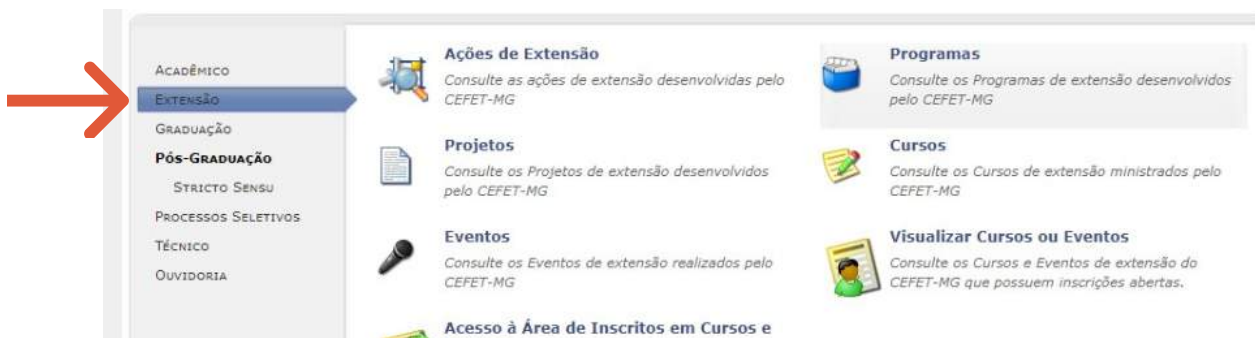 ACADÊMICO
EXTENSÃO
GRADUAÇÃO
PÓS-GRADUAÇÃO
STRICTO SENSU
PROCESSOS SELETIVOS
TÉCNICO
OUVIDORIA
Ações de Extensão
Consulte as ações de extensão desenvolvidas pelo
CEFET-MG
Programas
Consulte os Programas de extensão desenvolvidos
pelo CEFET-MG
Projetos
Consulte os Projetos de extensão desenvolvidos
pelo CEFET-MG
Cursos
Consulte os Cursos de extensão ministrados pelo
CEFET-MG
Eventos
Consulte os Eventos de extensão realizados pelo
CEFET-MG
Visualizar Cursos ou Eventos
Consulte os Cursos e Eventos de extensão do
CEFET-MG que possuem inscrições abertas.
Acesso à Área de Inscritos em Cursos e